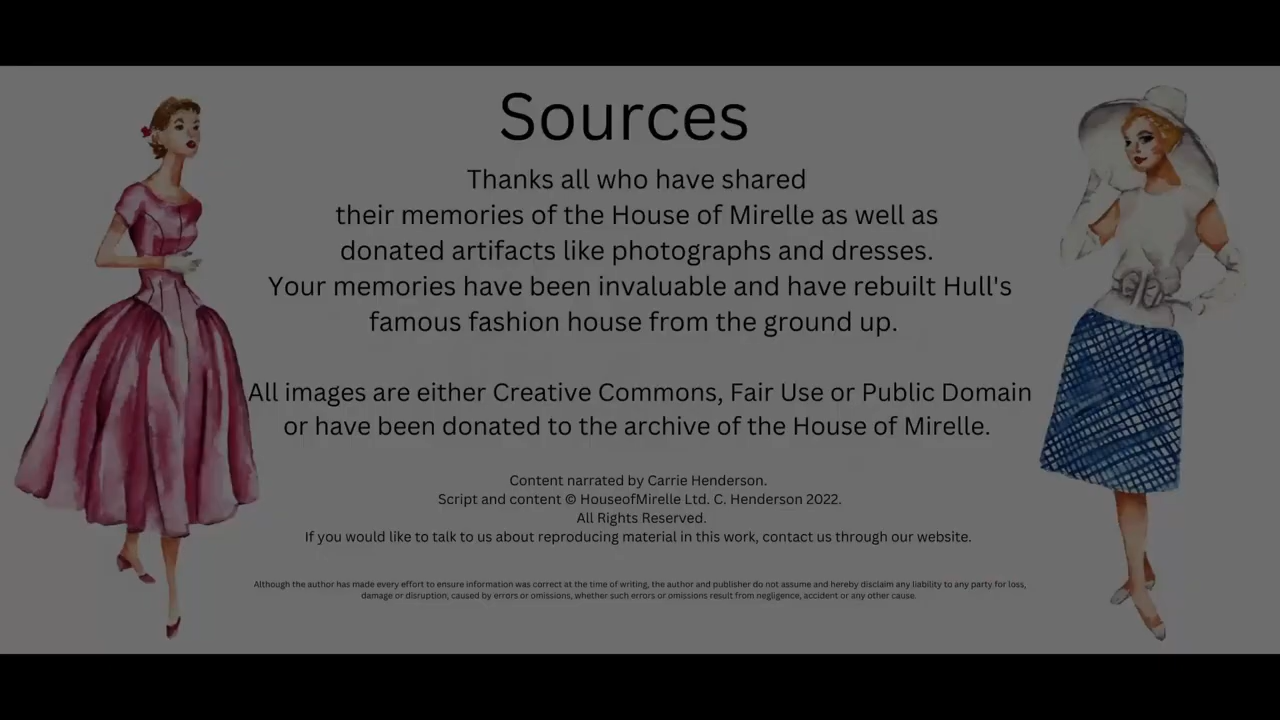 Sources
Thanks all who have shared
their memories of the House of Mirelle as well as
donated artifacts like photographs and dresses.
Your memories have been invaluable and have rebuilt Hull's
famous fashion house from the ground up.
All images are either Creative Commons, Fair Use or Public Domain
or have been donated to the archive of the House of Mirelle.
Content narrated by Carrie Henderson.
Script and content © HouseofMirelle Ltd. C. Henderson 2022.
All Rights Reserved.
If you would like to talk to us about reproducing material in this work, contact us through our website.
Although the author has made every effort to ensure information was correct at the time of writing, the author and publisher do not assume and hereby disclaim any liability to any party for loss,
damage or disruption, caused by errors or omissions, whether such errors or omissions result from negligence, accident or any other cause.